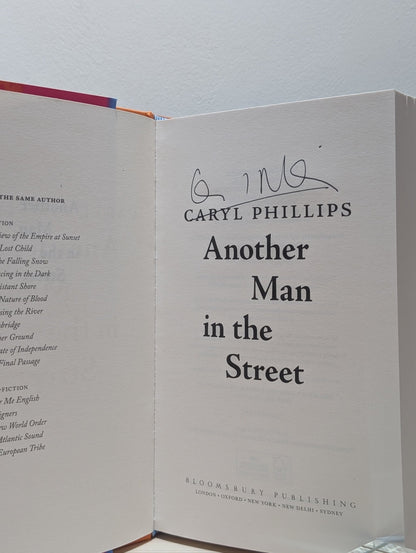 THE SAME AUTHOR
TION
ew of the Empire at Sunset
Lost Child
he Falling Snow
cing in the Dark
istant Shore
Nature of Blood
sing the River
bridge
her Ground
ate of Independence
Final Passage
-FICTION
r Me English
igners
ew World Order
Atlantic Sound
European Tribe
CARYL PHILLIPS
Another
Man
in the
Street
BLOOMSBURY PUBLISHING
LONDON • OXFORD • NEW YORK • NEW DELHI • SYDNEY